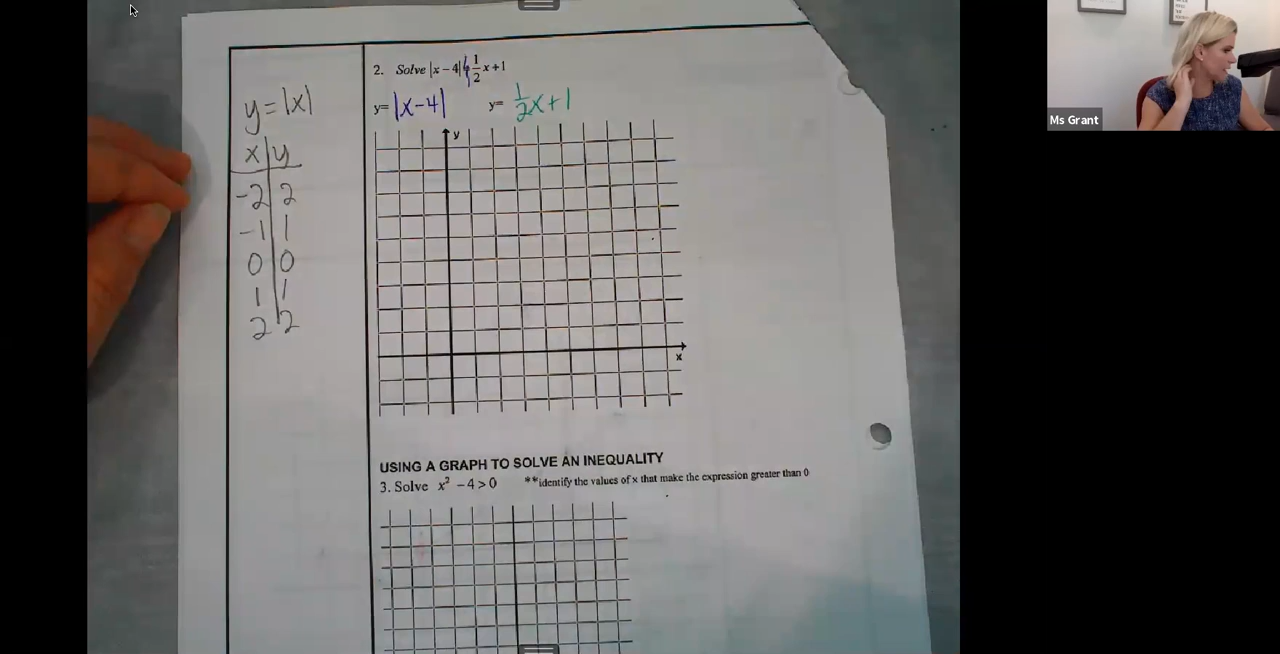 2. Solve |x-4| = 1/2 x+1
y= |x-4| y= 1/2 x+1
y
x
y=|x|
x y
-2 2
-1 1
0 0
1 1
2 2
USING A GRAPH TO SOLVE AN INEQUALITY
3. Solve x² -4>0 **identify the values of x that make the expression greater than 0
Ms Grant